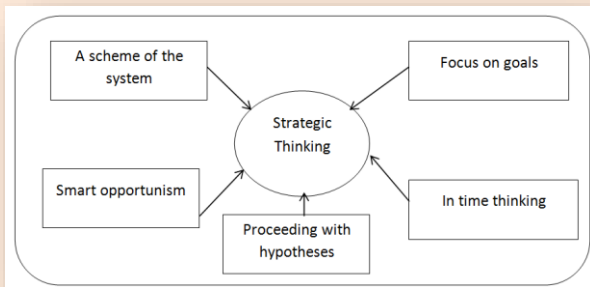 A scheme of the
system
Focus on goals
Strategic
Thinking
Smart opportunism
In time thinking
Proceeding with
hypotheses